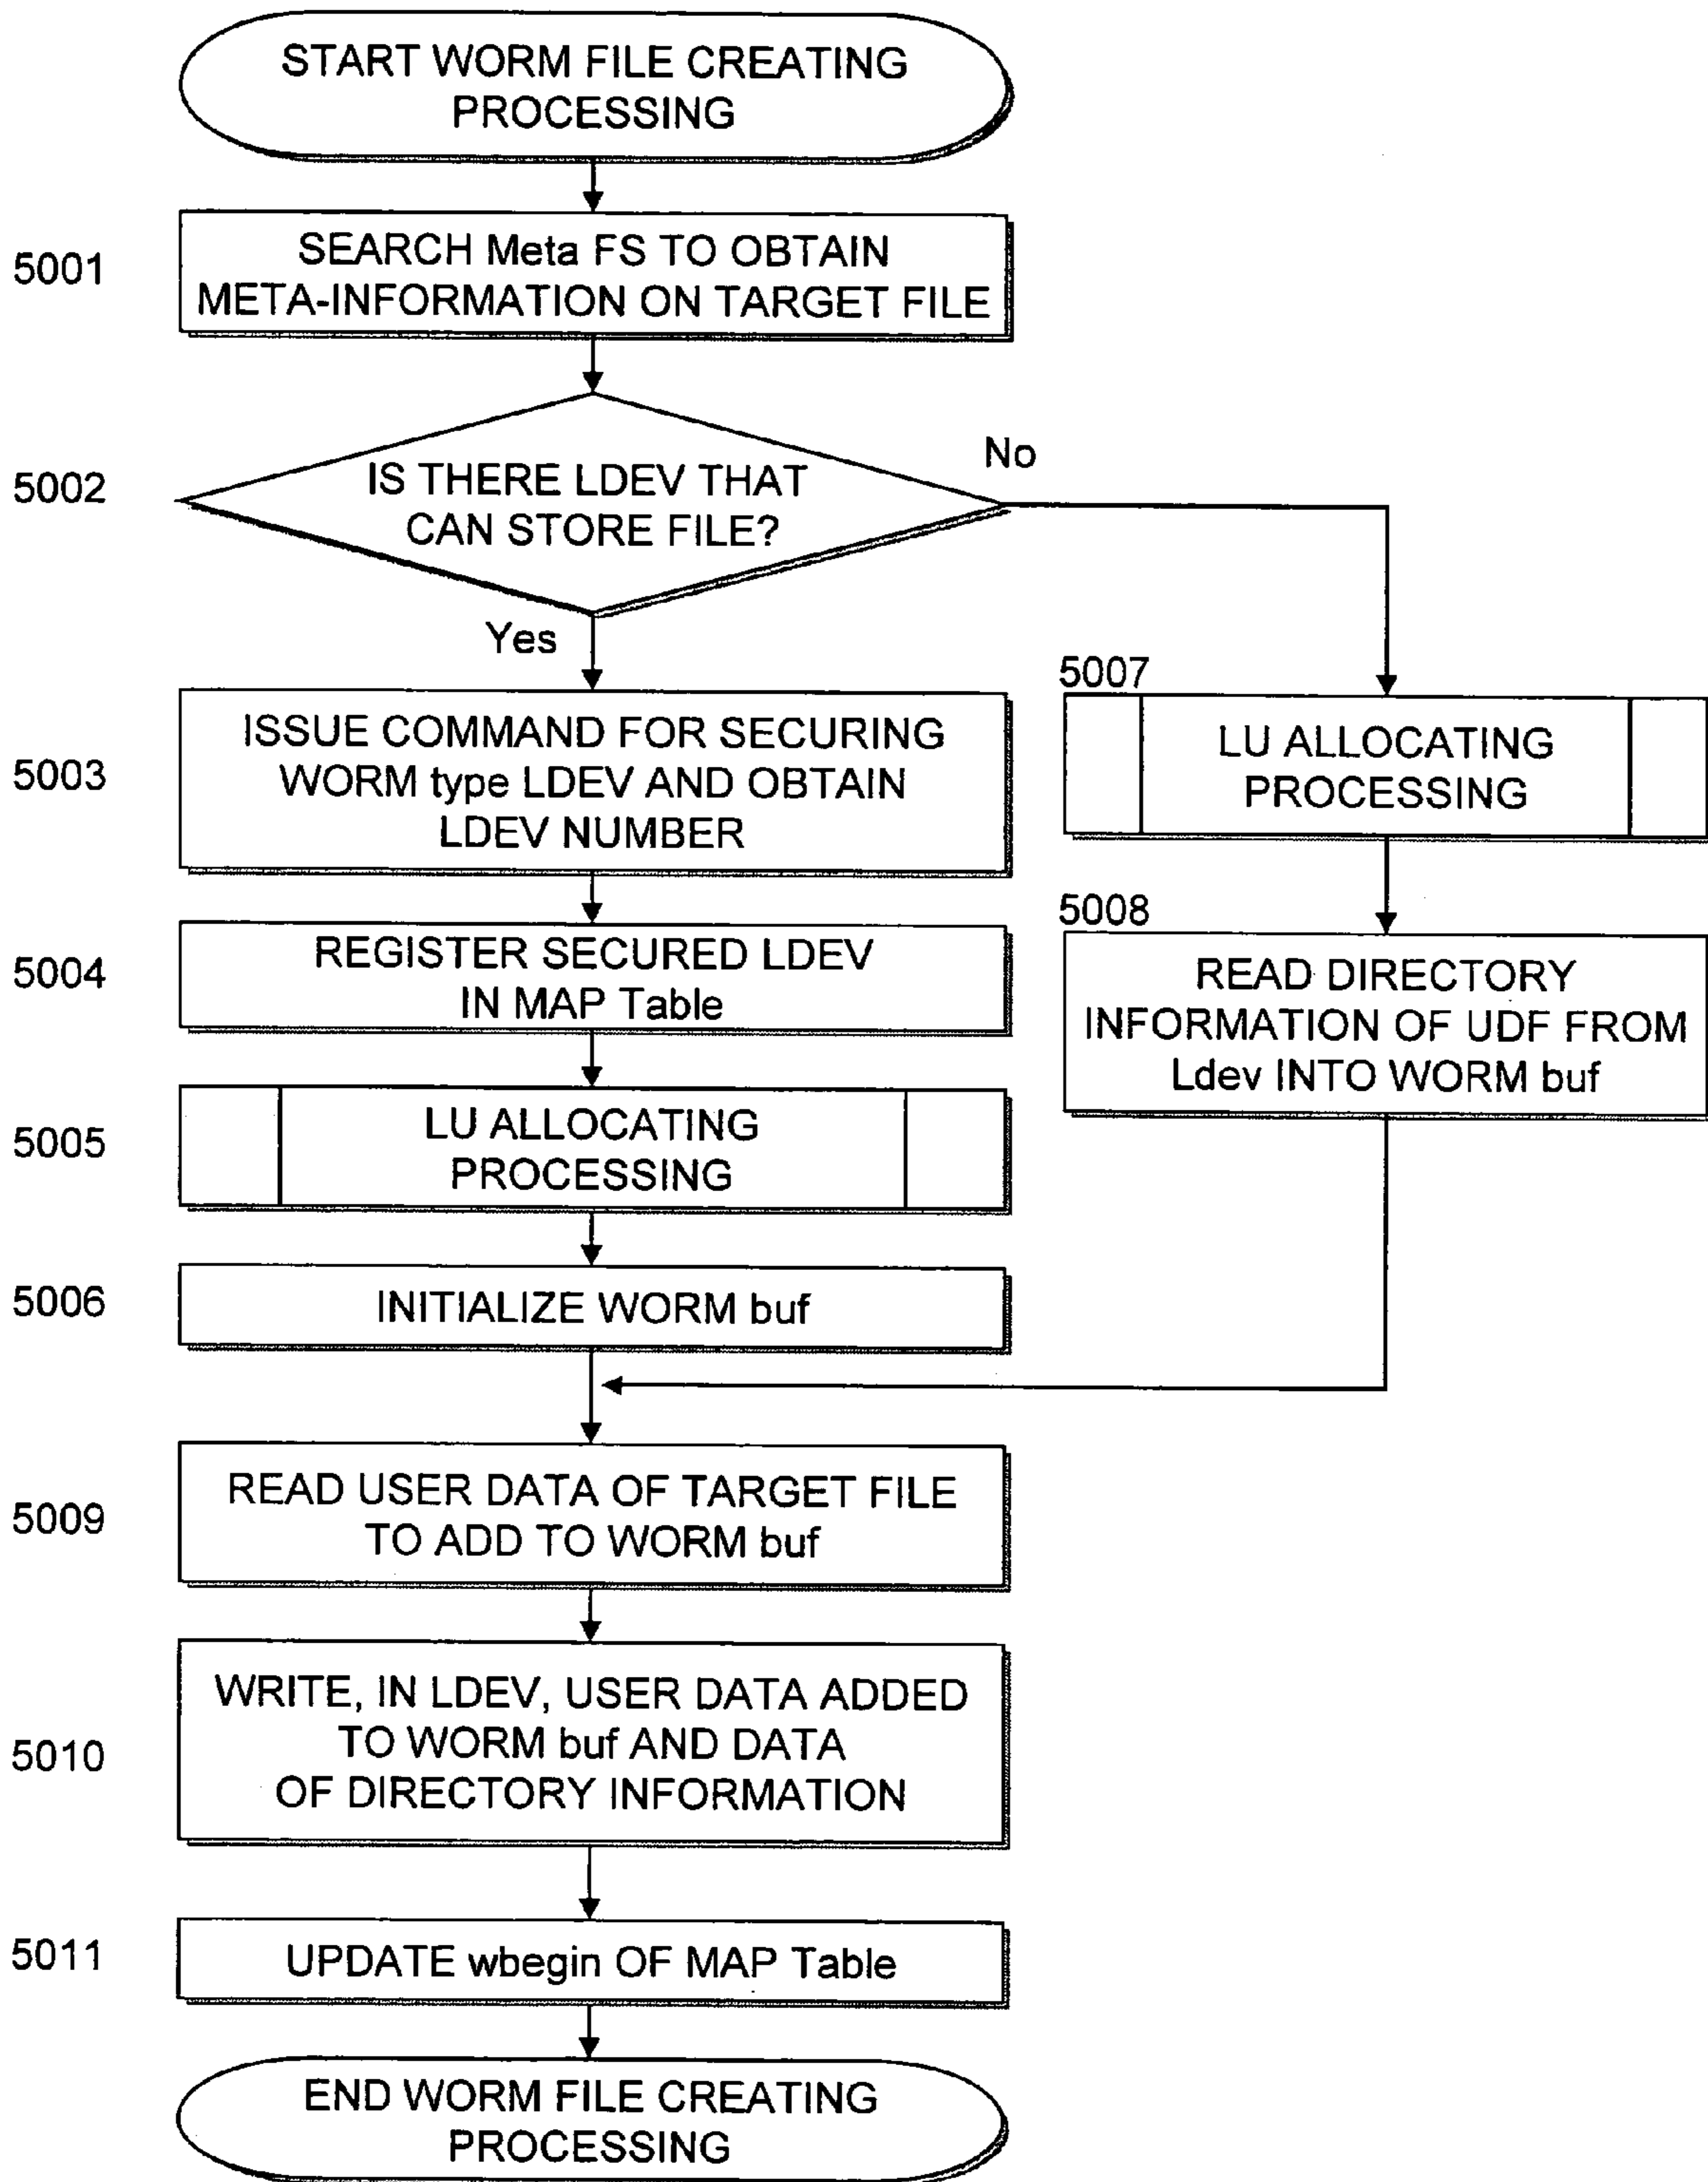 START WORM FILE CREATING
PROCESSING
5001
SEARCH Meta FS TO OBTAIN
META-INFORMATION ON TARGET FILE
5002
IS THERE LDEV THAT
CAN STORE FILE?
No
Yes
5003
ISSUE COMMAND FOR SECURING
WORM type LDEV AND OBTAIN
LDEV NUMBER
5007
LU ALLOCATING
PROCESSING
5004
REGISTER SECURED LDEV
IN MAP Table
5008
READ DIRECTORY
INFORMATION OF UDF FROM
Ldev INTO WORM buf
5005
LU ALLOCATING
PROCESSING
5006
INITIALIZE WORM buf
5009
READ USER DATA OF TARGET FILE
TO ADD TO WORM buf
5010
WRITE, IN LDEV, USER DATA ADDED
TO WORM buf AND DATA
OF DIRECTORY INFORMATION
5011
UPDATE wbegin OF MAP Table
END WORM FILE CREATING
PROCESSING